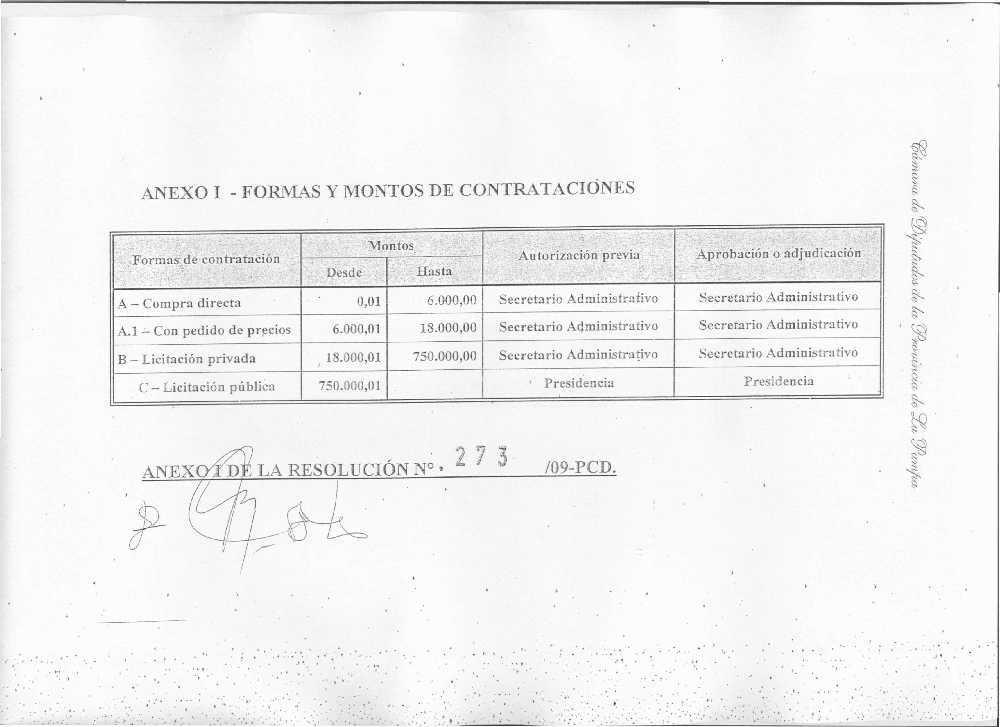 Cámara de Diputados de la Provincia de La Pampa
ANEXO I - FORMAS Y MONTOS DE CONTRATACIONES
Formas de contratación Montos Autorización previa Aprobación o adjudicación
Desde Hasta
A – Compra directa 0,01 6.000,00 Secretario Administrativo Secretario Administrativo
A.1 – Con pedido de precios 6.000,01 18.000,00 Secretario Administrativo Secretario Administrativo
B – Licitación privada 18.000,01 750.000,00 Secretario Administrativo Secretario Administrativo
C – Licitación pública 750.000,01 Presidencia Presidencia
ANEXO I DE LA RESOLUCIÓN Nº. 273 /09-PCD.